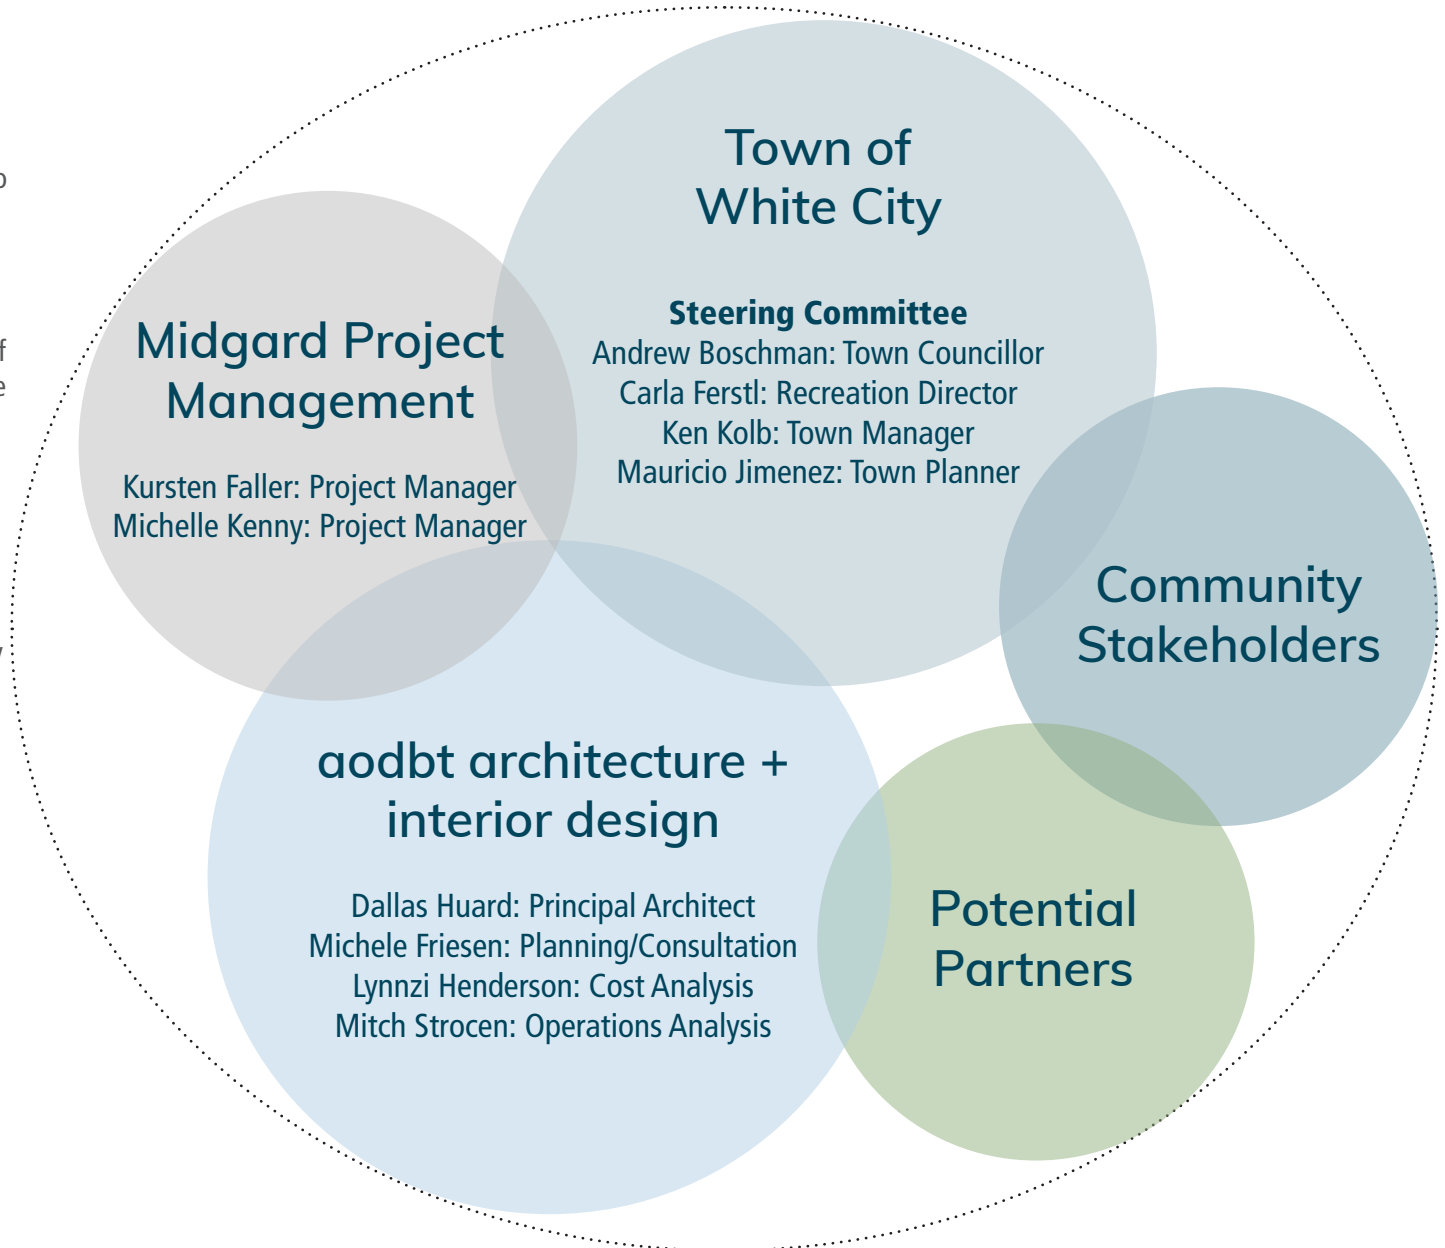 Town of
White City
Steering Committee
Andrew Boschman: Town Councillor
Carla Ferstl: Recreation Director
Ken Kolb: Town Manager
Mauricio Jimenez: Town Planner
Midgard Project
Management
Kursten Faller: Project Manager
Michelle Kenny: Project Manager
Community
Stakeholders
aodbt architecture +
interior design
Dallas Huard: Principal Architect
Michele Friesen: Planning/Consultation
Lynnzi Henderson: Cost Analysis
Mitch Strocen: Operations Analysis
Potential
Partners